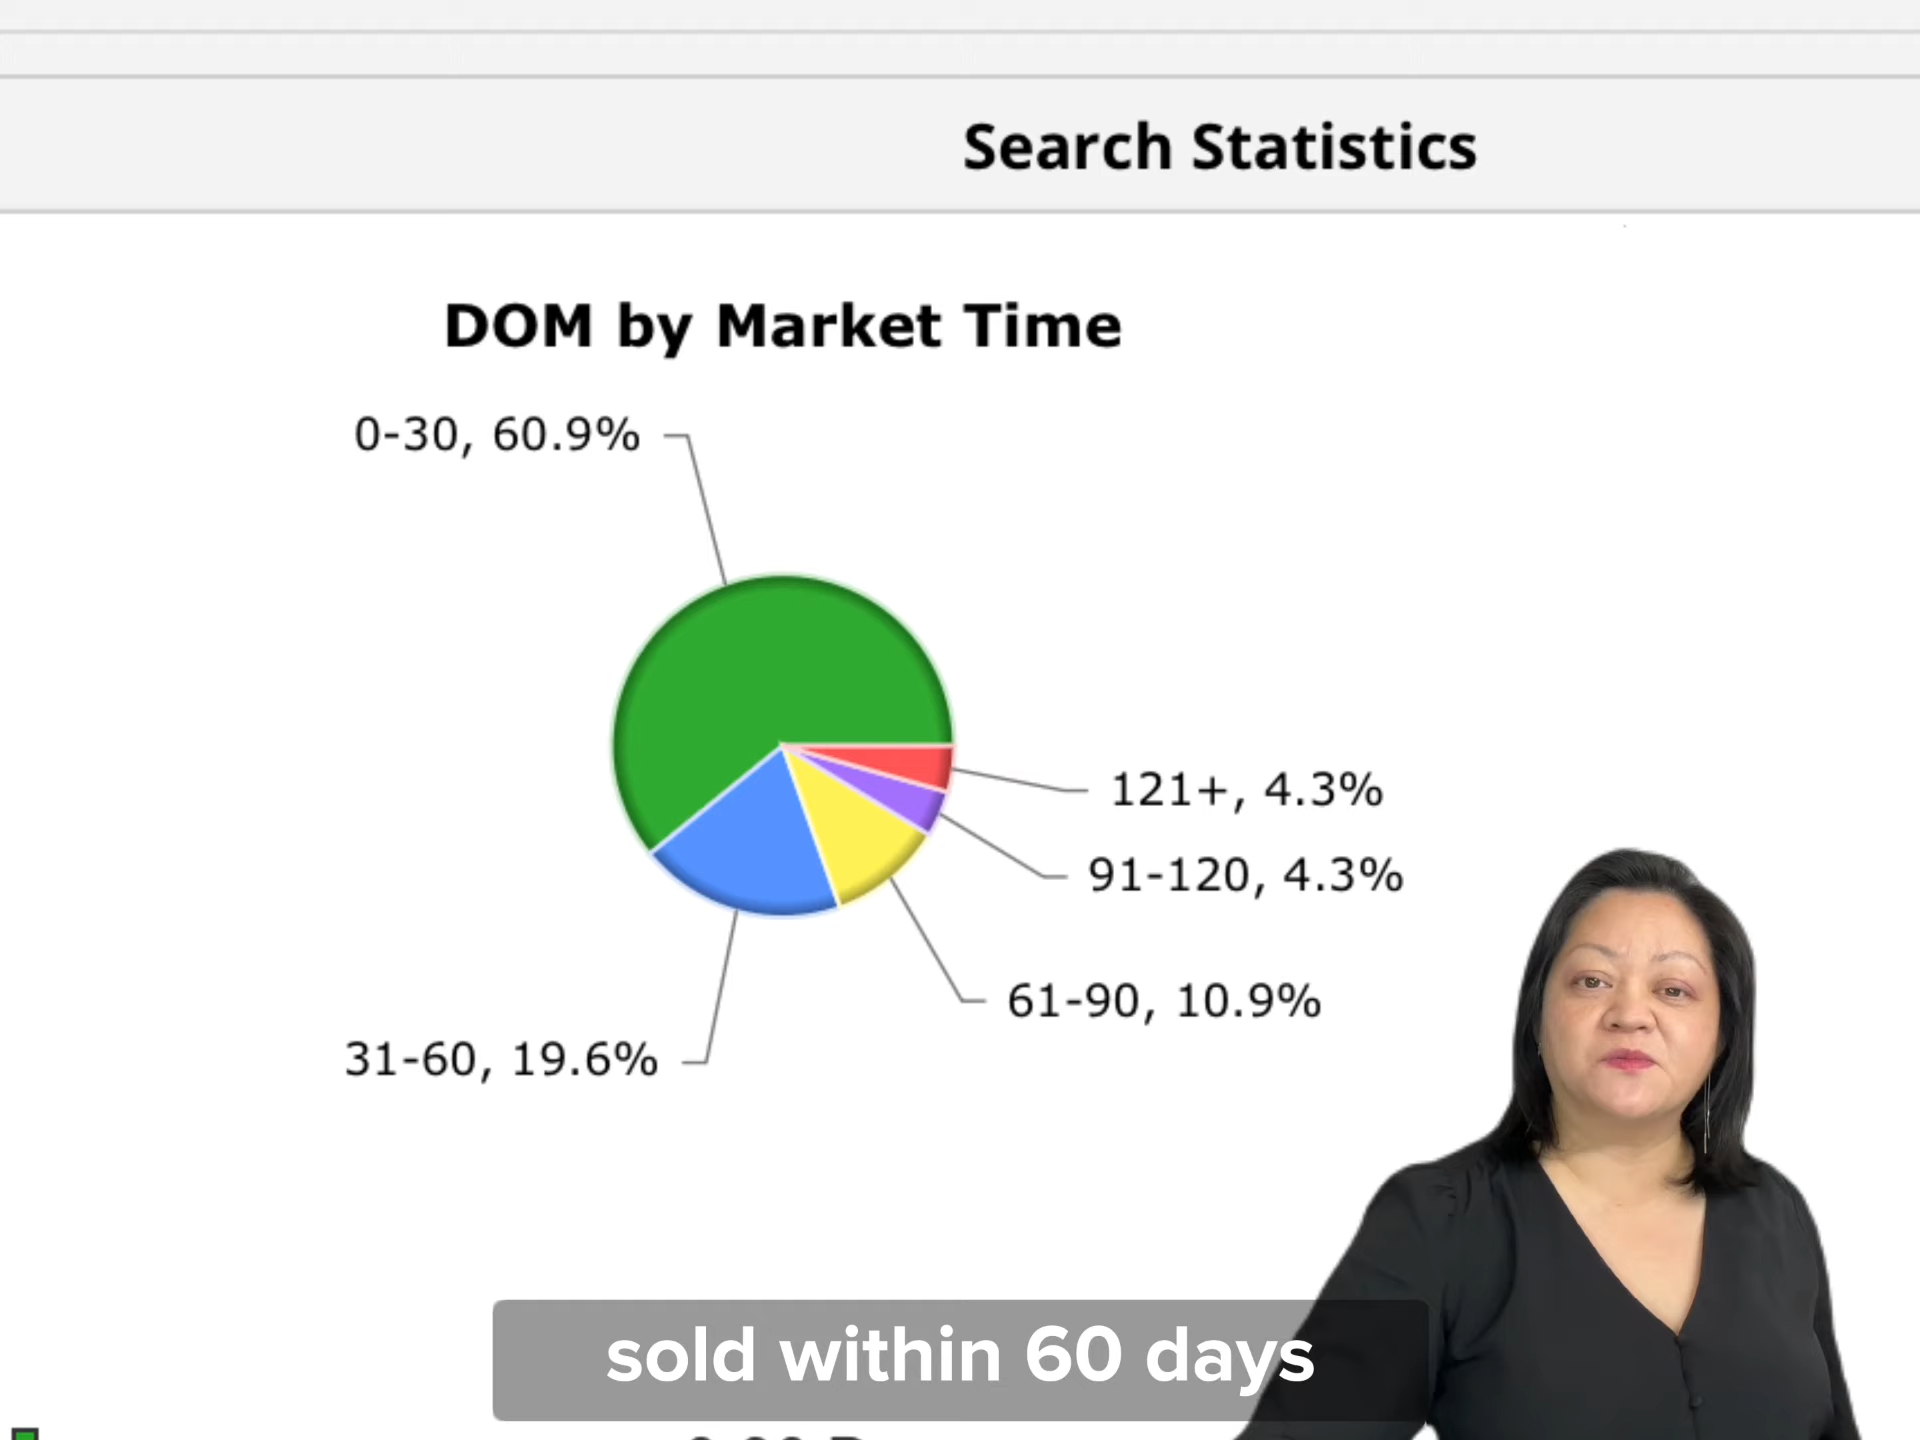 Search Statistics
DOM by Market Time
0-30, 60.9%
121+, 4.3%
91-120, 4.3%
61-90, 10.9%
31-60, 19.6%
sold within 60 days